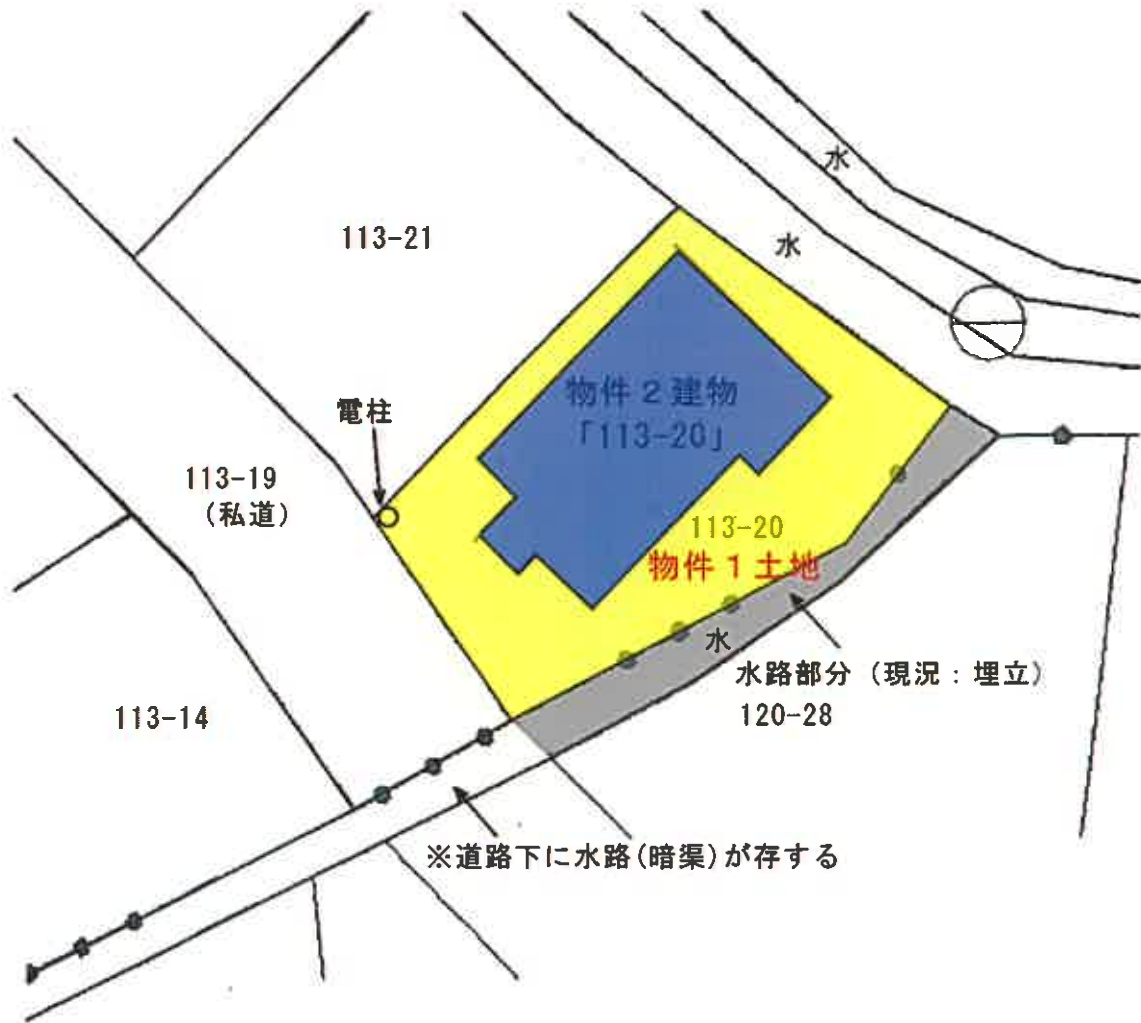 水
113-21
水
物件２建物
「113-20」
電柱
113-19
（私道）
113-20
物件１土地
水
水路部分（現況：埋立）
120-28
113-14
※道路下に水路(暗渠)が存する